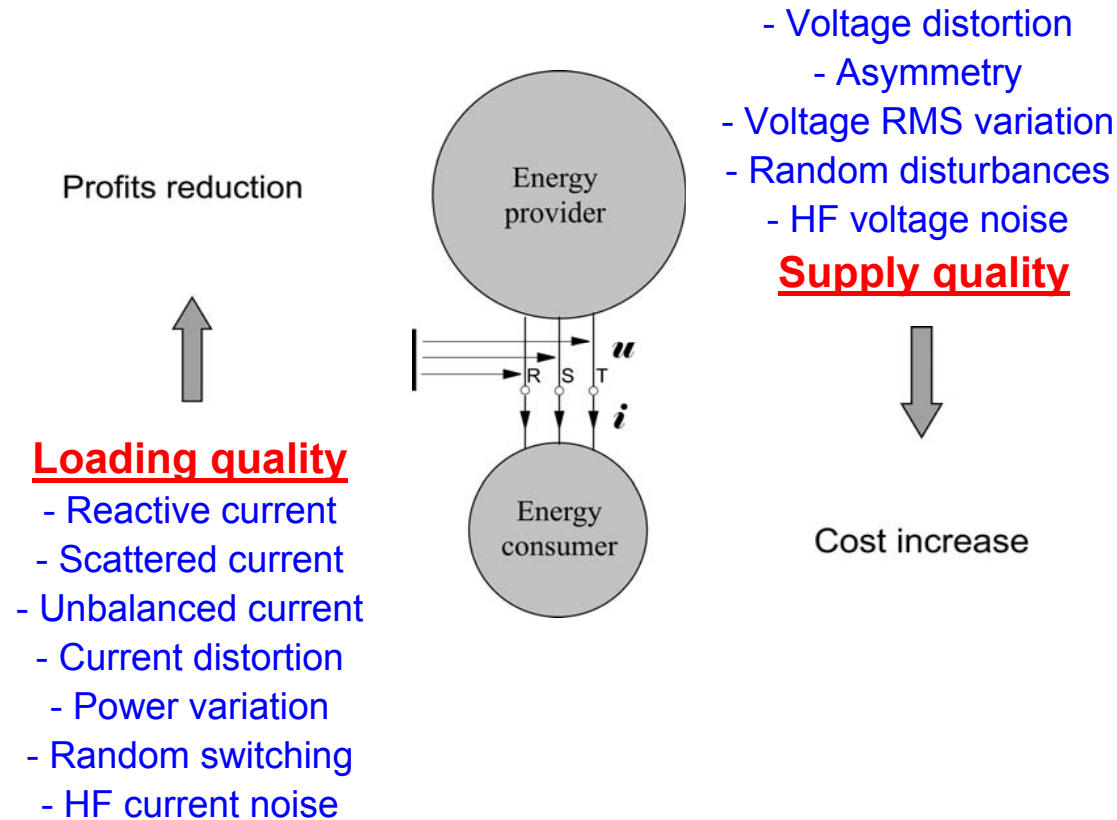 - Voltage distortion
- Asymmetry
- Voltage RMS variation
- Random disturbances
- HF voltage noise
Supply quality
Profits reduction
Energy
provider
u
R S T
i
Loading quality
- Reactive current
- Scattered current
- Unbalanced current
- Current distortion
- Power variation
- Random switching
- HF current noise
Energy
consumer
Cost increase